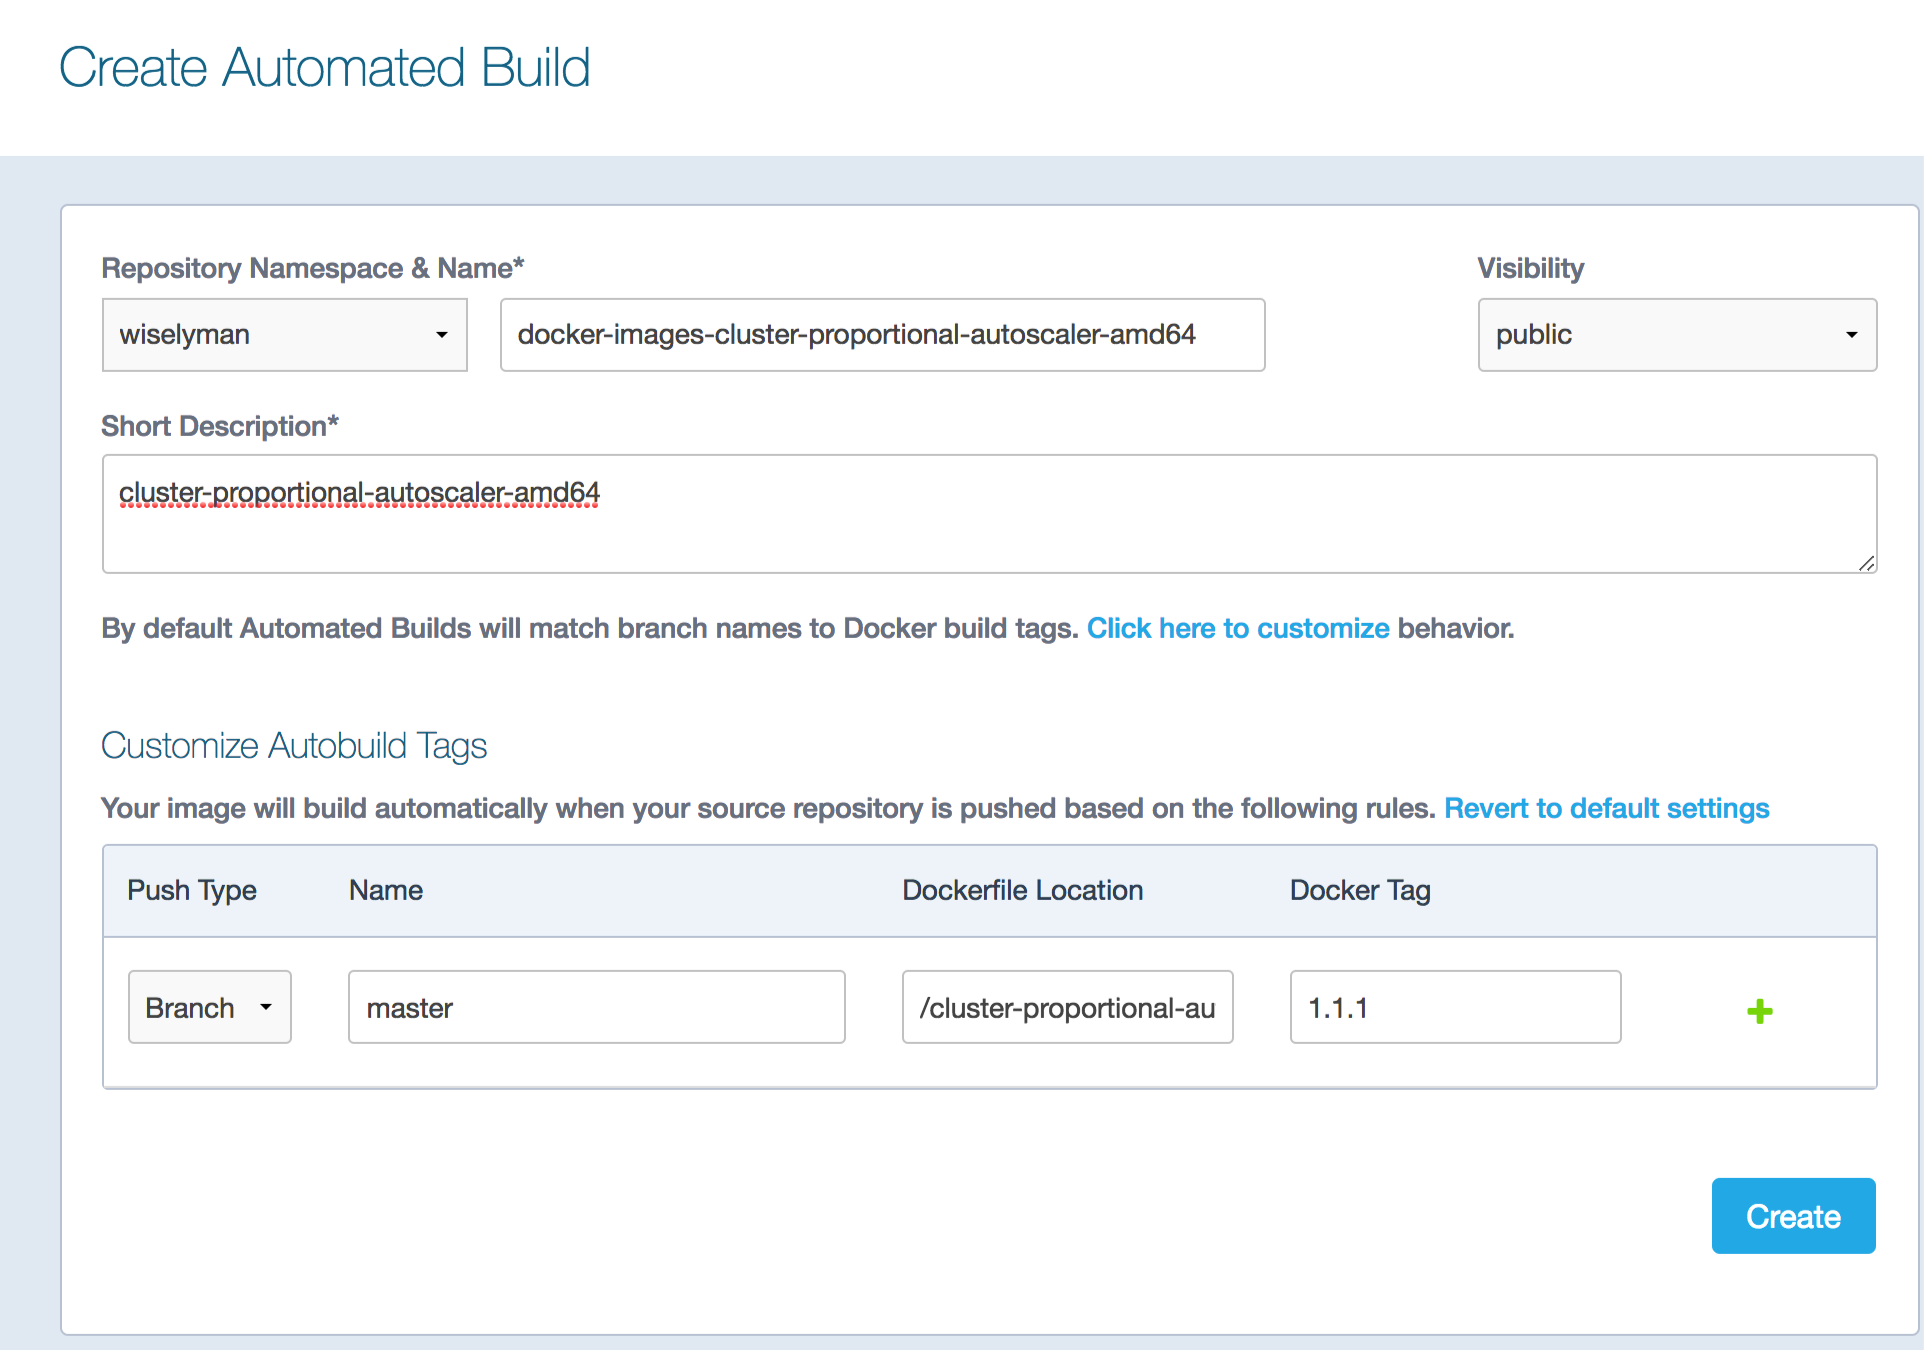 Create Automated Build
Repository Namespace & Name*
Visibility
wiselyman
docker-images-cluster-proportional-autoscaler-amd64
public
Short Description*
cluster-proportional-autoscaler-amd64
By default Automated Builds will match branch names to Docker build tags. Click here to customize behavior.
Customize Autobuild Tags
Your image will build automatically when your source repository is pushed based on the following rules. Revert to default settings
Push Type Name Dockerfile Location Docker Tag
Branch master /cluster-proportional-au 1.1.1
Create